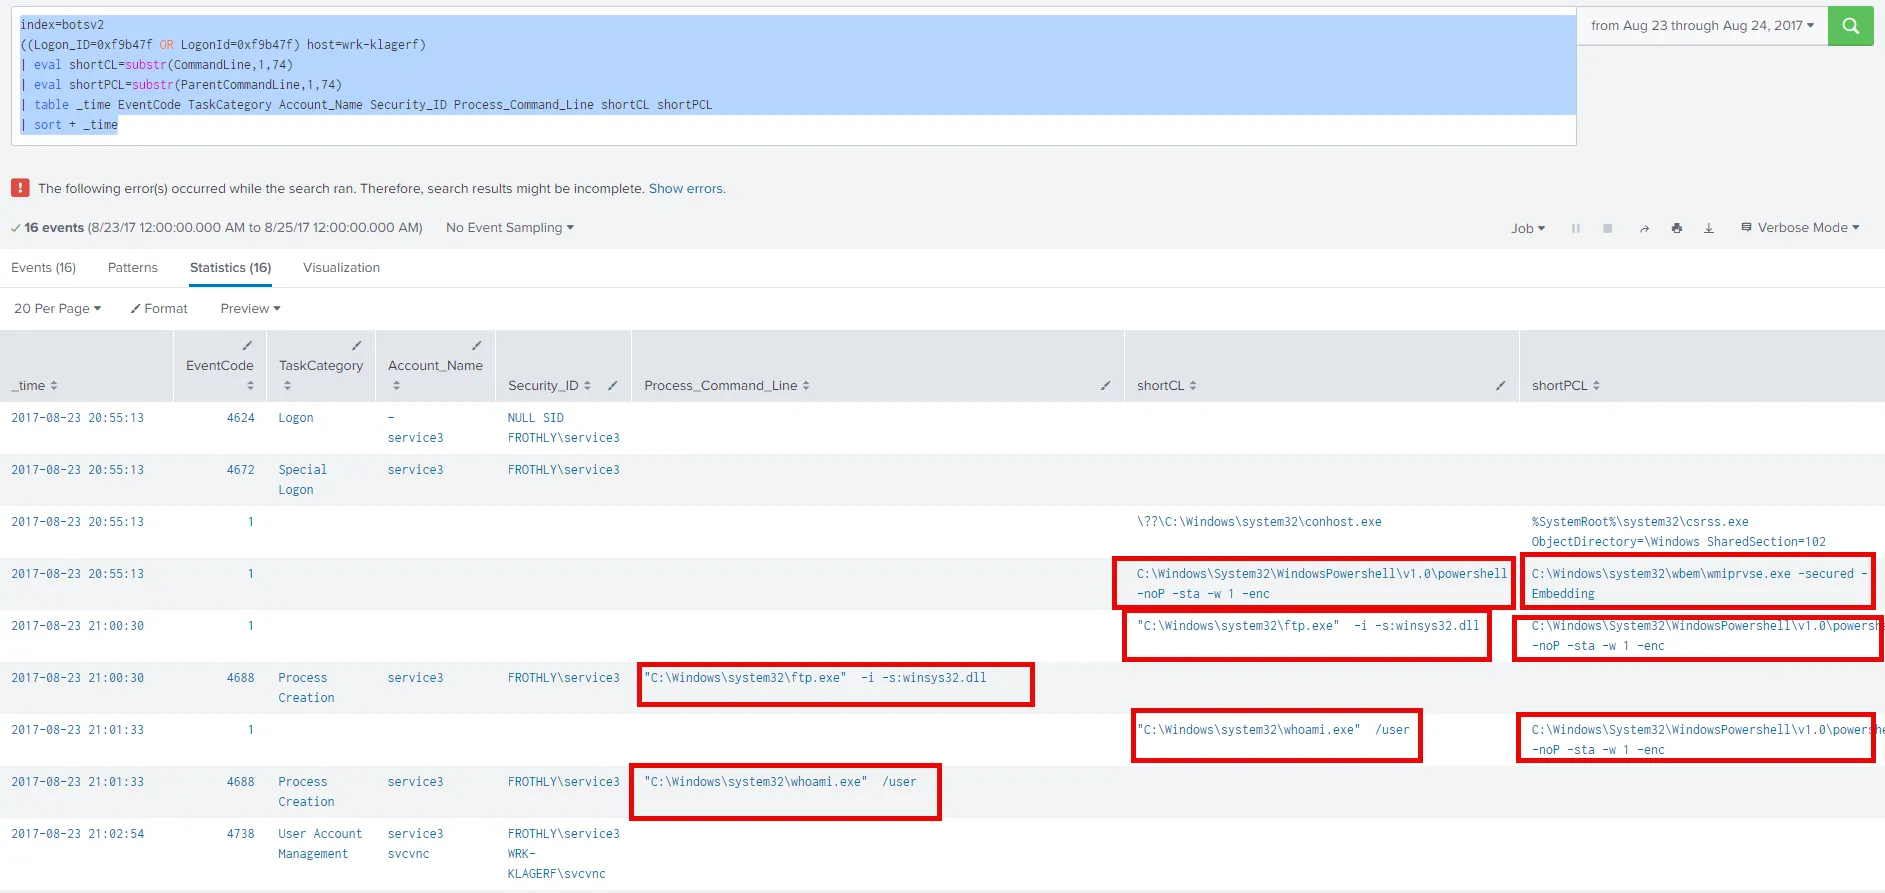 index=botsv2
((Logon_ID=0xf9b47f OR LogonId=0xf9b47f) host=wrk-klagerf)
| eval shortCL=substr(CommandLine,1,74)
| eval shortPCL=substr(ParentCommandLine,1,74)
| table _time EventCode TaskCategory Account_Name Security_ID Process_Command_Line shortCL shortPCL
| sort + _time
from Aug 23 through Aug 24, 2017
! The following error(s) occurred while the search ran. Therefore, search results might be incomplete. Show errors.
16 events (8/23/17 12:00:00.000 AM to 8/25/17 12:00:00.000 AM) No Event Sampling
Job Verbose Mode
Events (16) Patterns Statistics (16) Visualization
20 Per Page Format Preview
_time EventCode TaskCategory Account_Name Security_ID Process_Command_Line shortCL shortPCL
2017-08-23 20:55:13 4624 Logon - NULL SID
service3 FROTHLY\service3
2017-08-23 20:55:13 4672 Special service3 FROTHLY\service3
Logon
2017-08-23 20:55:13 1 \??\C:\Windows\system32\conhost.exe %SystemRoot%\system32\csrss.exe
ObjectDirectory=\Windows SharedSection=102
2017-08-23 20:55:13 1 C:\Windows\System32\WindowsPowershell\v1.0\powershell C:\Windows\system32\wbem\wmiprvse.exe -secured -
-noP -sta -w 1 -enc Embedding
2017-08-23 21:00:30 1 "C:\Windows\system32\ftp.exe" -i -s:winsys32.dll C:\Windows\System32\WindowsPowershell\v1.0\powershe
-noP -sta -w 1 -enc
2017-08-23 21:00:30 4688 Process service3 FROTHLY\service3 "C:\Windows\system32\ftp.exe" -i -s:winsys32.dll
Creation
2017-08-23 21:01:33 1 "C:\Windows\system32\whoami.exe" /user C:\Windows\System32\WindowsPowershell\v1.0\powershe
-noP -sta -w 1 -enc
2017-08-23 21:01:33 4688 Process service3 FROTHLY\service3 "C:\Windows\system32\whoami.exe" /user
Creation
2017-08-23 21:02:54 4738 User Account service3 FROTHLY\service3
Management svcvnc WRK-
KLAGERF\svcvnc